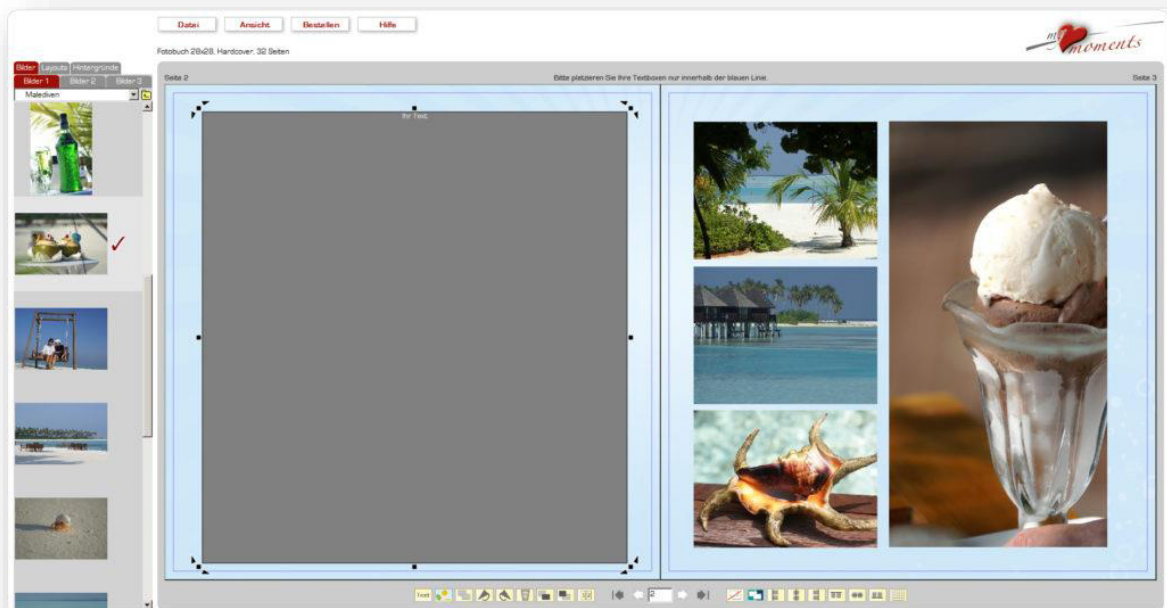 Datei Ansicht Bestellen Hilfe
my moments
Fotobuch 28x28, Hardcover, 32 Seiten
Bilder Layouts Hintergründe
Bilder 1 Bilder 2 Bilder 3
Malediven
Seite 2 Bitte platzieren Sie Ihre Textboxen nur innerhalb der blauen Linie. Seite 3
Ihr Text
Text 2